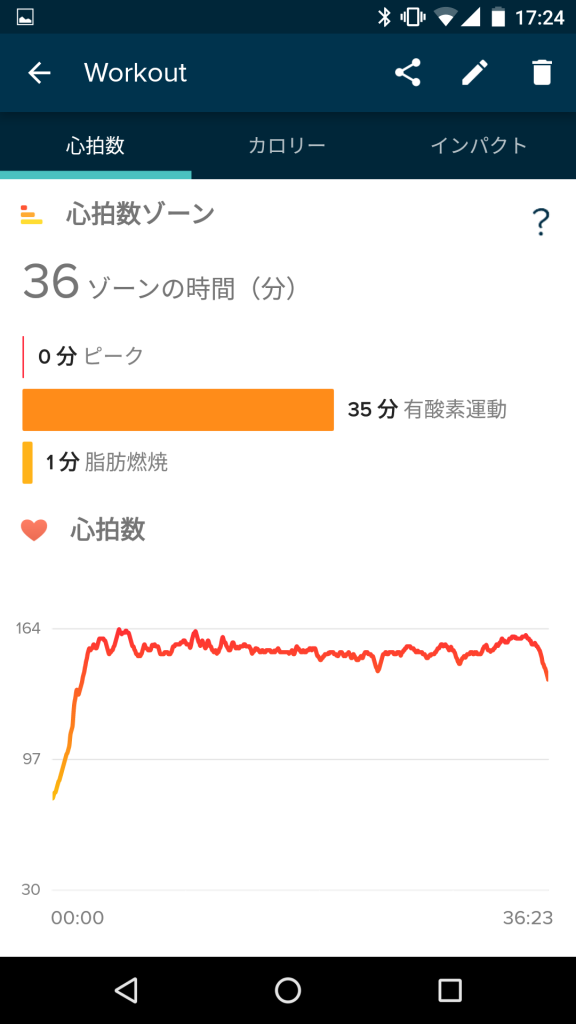 17:24
Workout
心拍数 カロリー インパクト
心拍数ゾーン
?
36 ゾーンの時間（分）
0 分 ピーク
35 分 有酸素運動
1 分 脂肪燃焼
心拍数
164
97
30
00:00 36:23